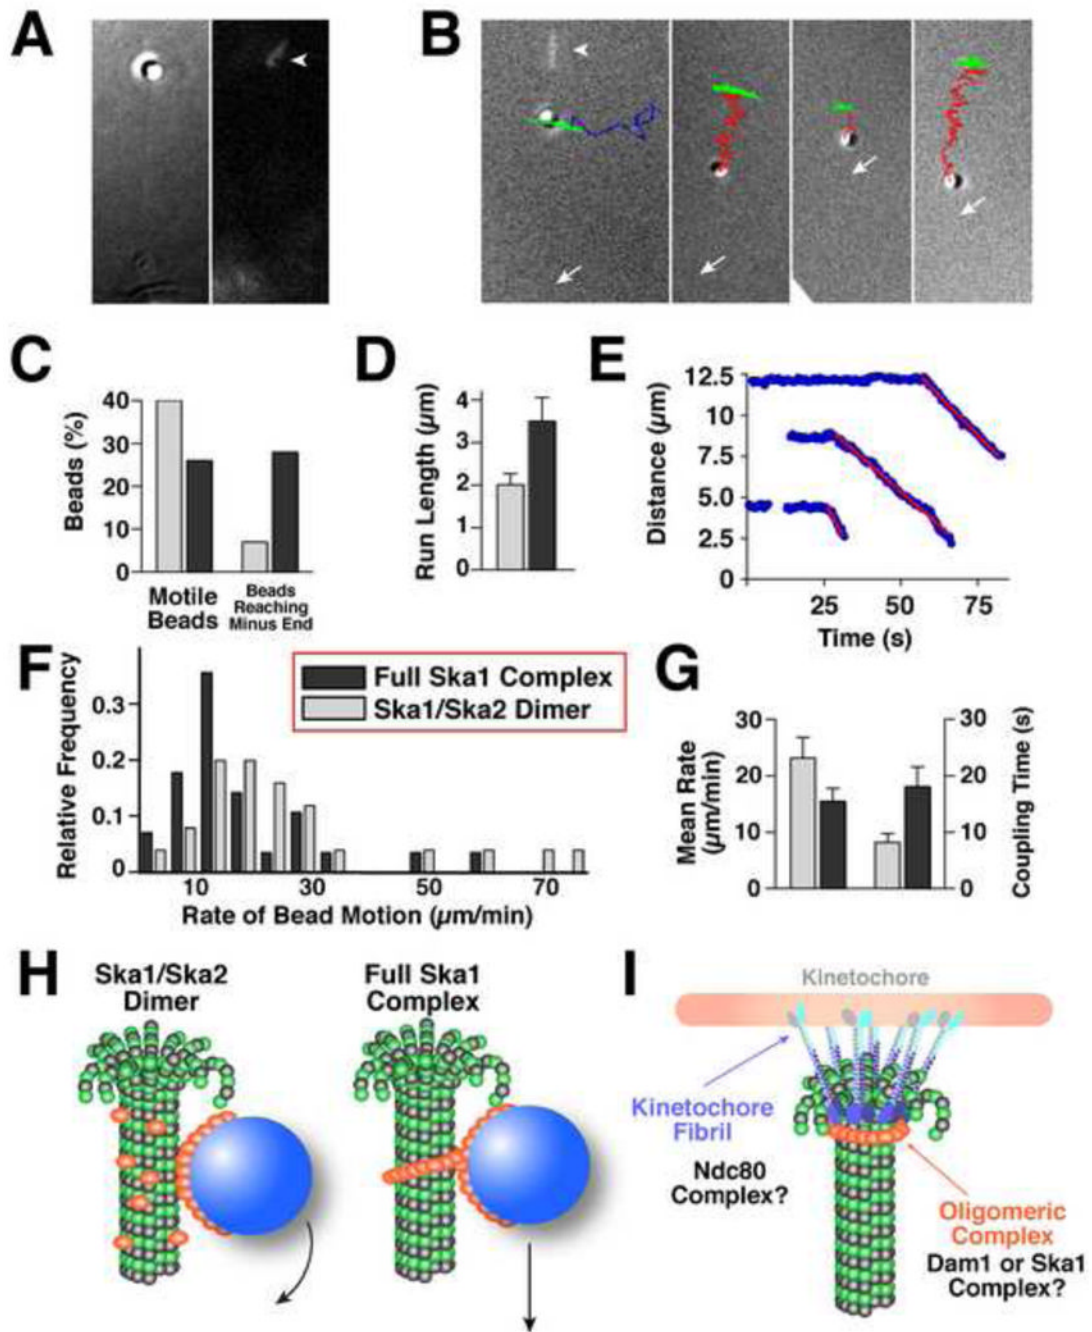 A
B
C
Beads (%)
40
30
20
10
0
Motile
Beads
Beads
Reaching
Minus End
D
Run Length (μm)
4
3
2
1
0
E
Distance (μm)
12.5
10
7.5
5.0
2.5
0
25
50
75
Time (s)
F
Relative Frequency
0.3
0.2
0.1
0
10
30
50
70
Rate of Bead Motion (μm/min)
Full Ska1 Complex
Ska1/Ska2 Dimer
G
Mean Rate
(μm/min)
30
20
10
0
30
20
10
0
Coupling Time (s)
H
Ska1/Ska2
Dimer
Full Ska1
Complex
I
Kinetochore
Kinetochore
Fibril
Ndc80
Complex?
Oligomeric
Complex
Dam1 or Ska1
Complex?